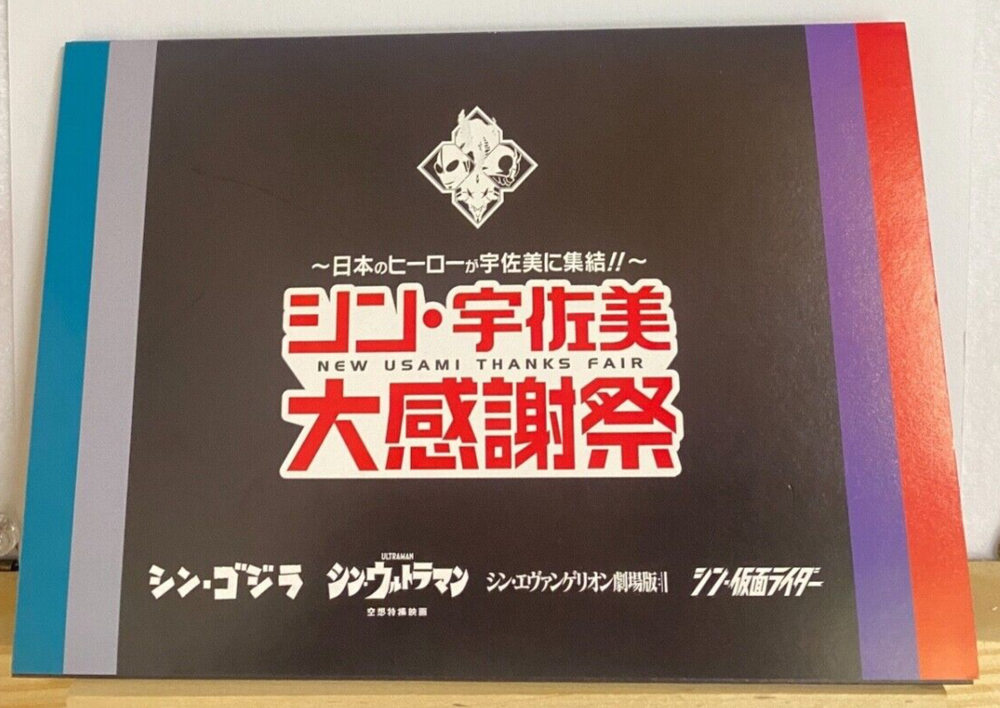 ～日本のヒーローが宇佐美に集結!!～
シン・宇佐美
NEW USAMI THANKS FAIR
大感謝祭
シン・ゴジラ
ULTRAMAN
シン・ウルトラマン
空想特撮映画
シン・エヴァンゲリオン劇場版𝄇
シン・仮面ライダー